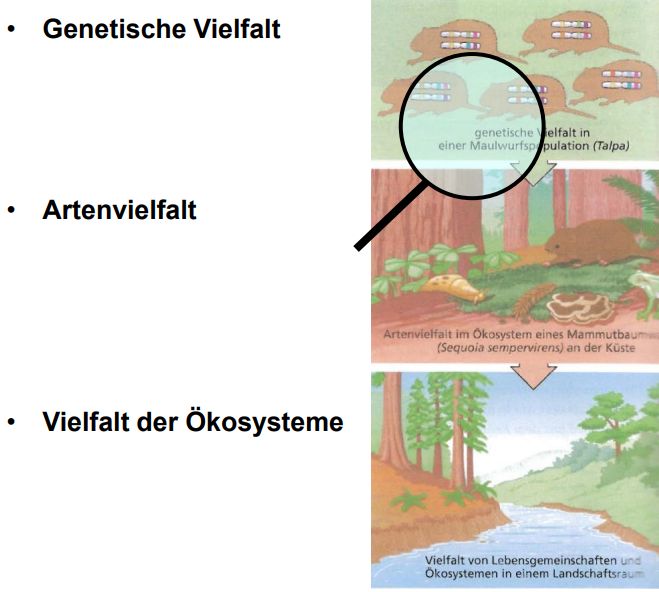 • Genetische Vielfalt
genetische Vielfalt in
einer Maulwurfspopulation (Talpa)
• Artenvielfalt
Artenvielfalt im Ökosystem eines Mammutbaum
(Sequoia sempervirens) an der Küste
• Vielfalt der Ökosysteme
Vielfalt von Lebensgemeinschaften und
Ökosystemen in einem Landschaftsraum